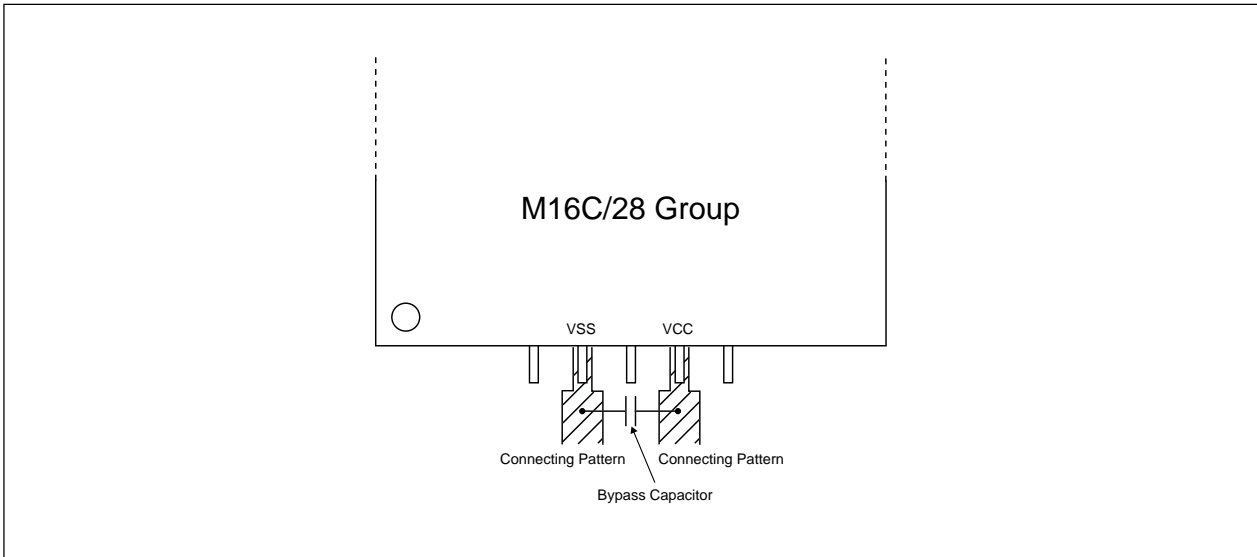 M16C/28 Group
VSS VCC
Connecting Pattern Connecting Pattern
Bypass Capacitor